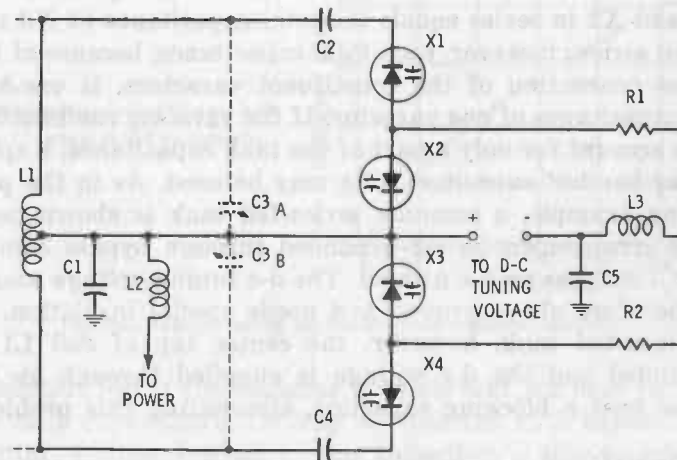 C2
X1
R1
X2
L1
L3
C3 A
+ -
C3 B
X3
C1
L2
TO D-C
TUNING
VOLTAGE
C5
R2
TO
POWER
X4
C4